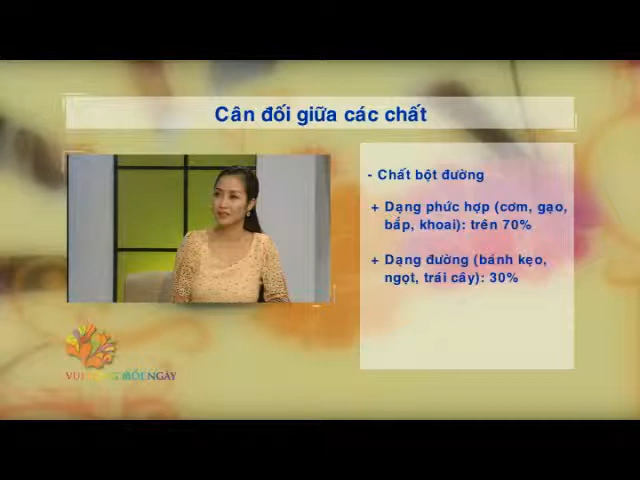 Cân đối giữa các chất
- Chất bột đường
+ Dạng phức hợp (cơm, gạo,
bắp, khoai): trên 70%
+ Dạng đường (bánh kẹo,
ngọt, trái cây): 30%
VUI MỖI NGÀY